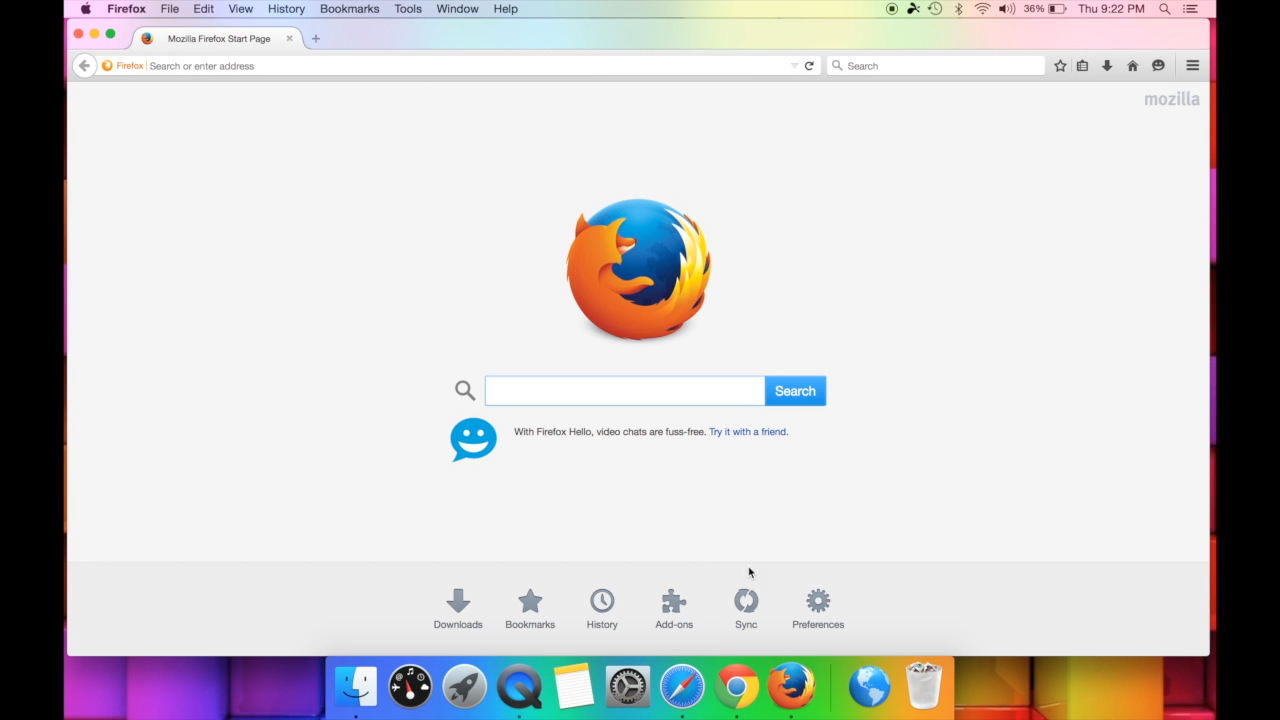 Firefox File Edit View History Bookmarks Tools Window Help 36% Thu 9:22 PM
Mozilla Firefox Start Page
Firefox Search or enter address Search
mozilla
Search
With Firefox Hello, video chats are fuss-free. Try it with a friend.
Downloads Bookmarks History Add-ons Sync Preferences